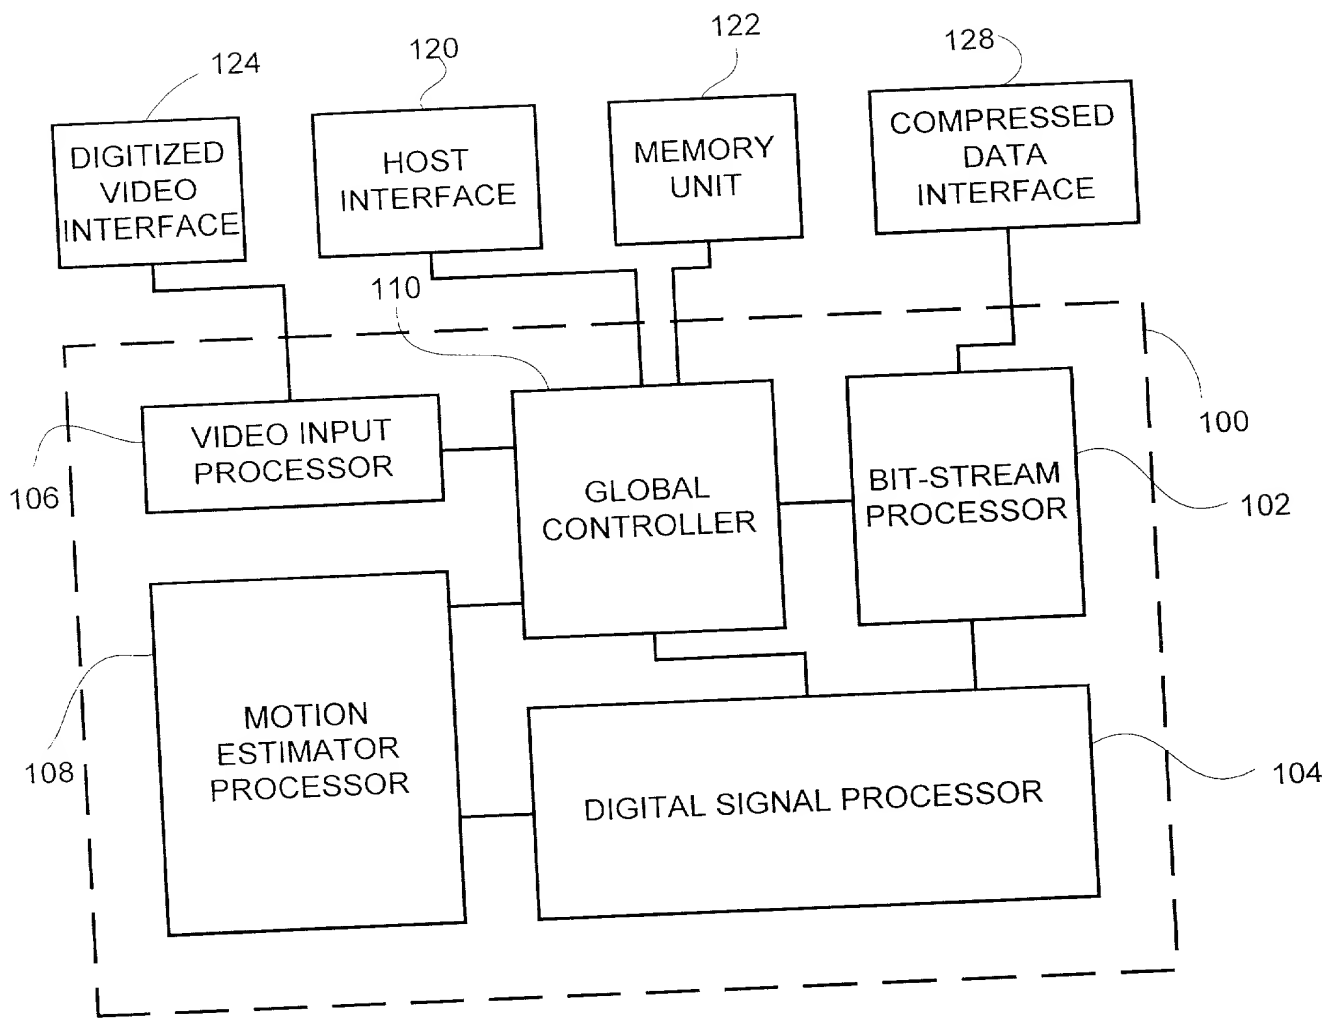 124
120
122
128
DIGITIZED
VIDEO
INTERFACE
HOST
INTERFACE
MEMORY
UNIT
COMPRESSED
DATA
INTERFACE
110
100
106
VIDEO INPUT
PROCESSOR
GLOBAL
CONTROLLER
BIT-STREAM
PROCESSOR
102
108
MOTION
ESTIMATOR
PROCESSOR
DIGITAL SIGNAL PROCESSOR
104